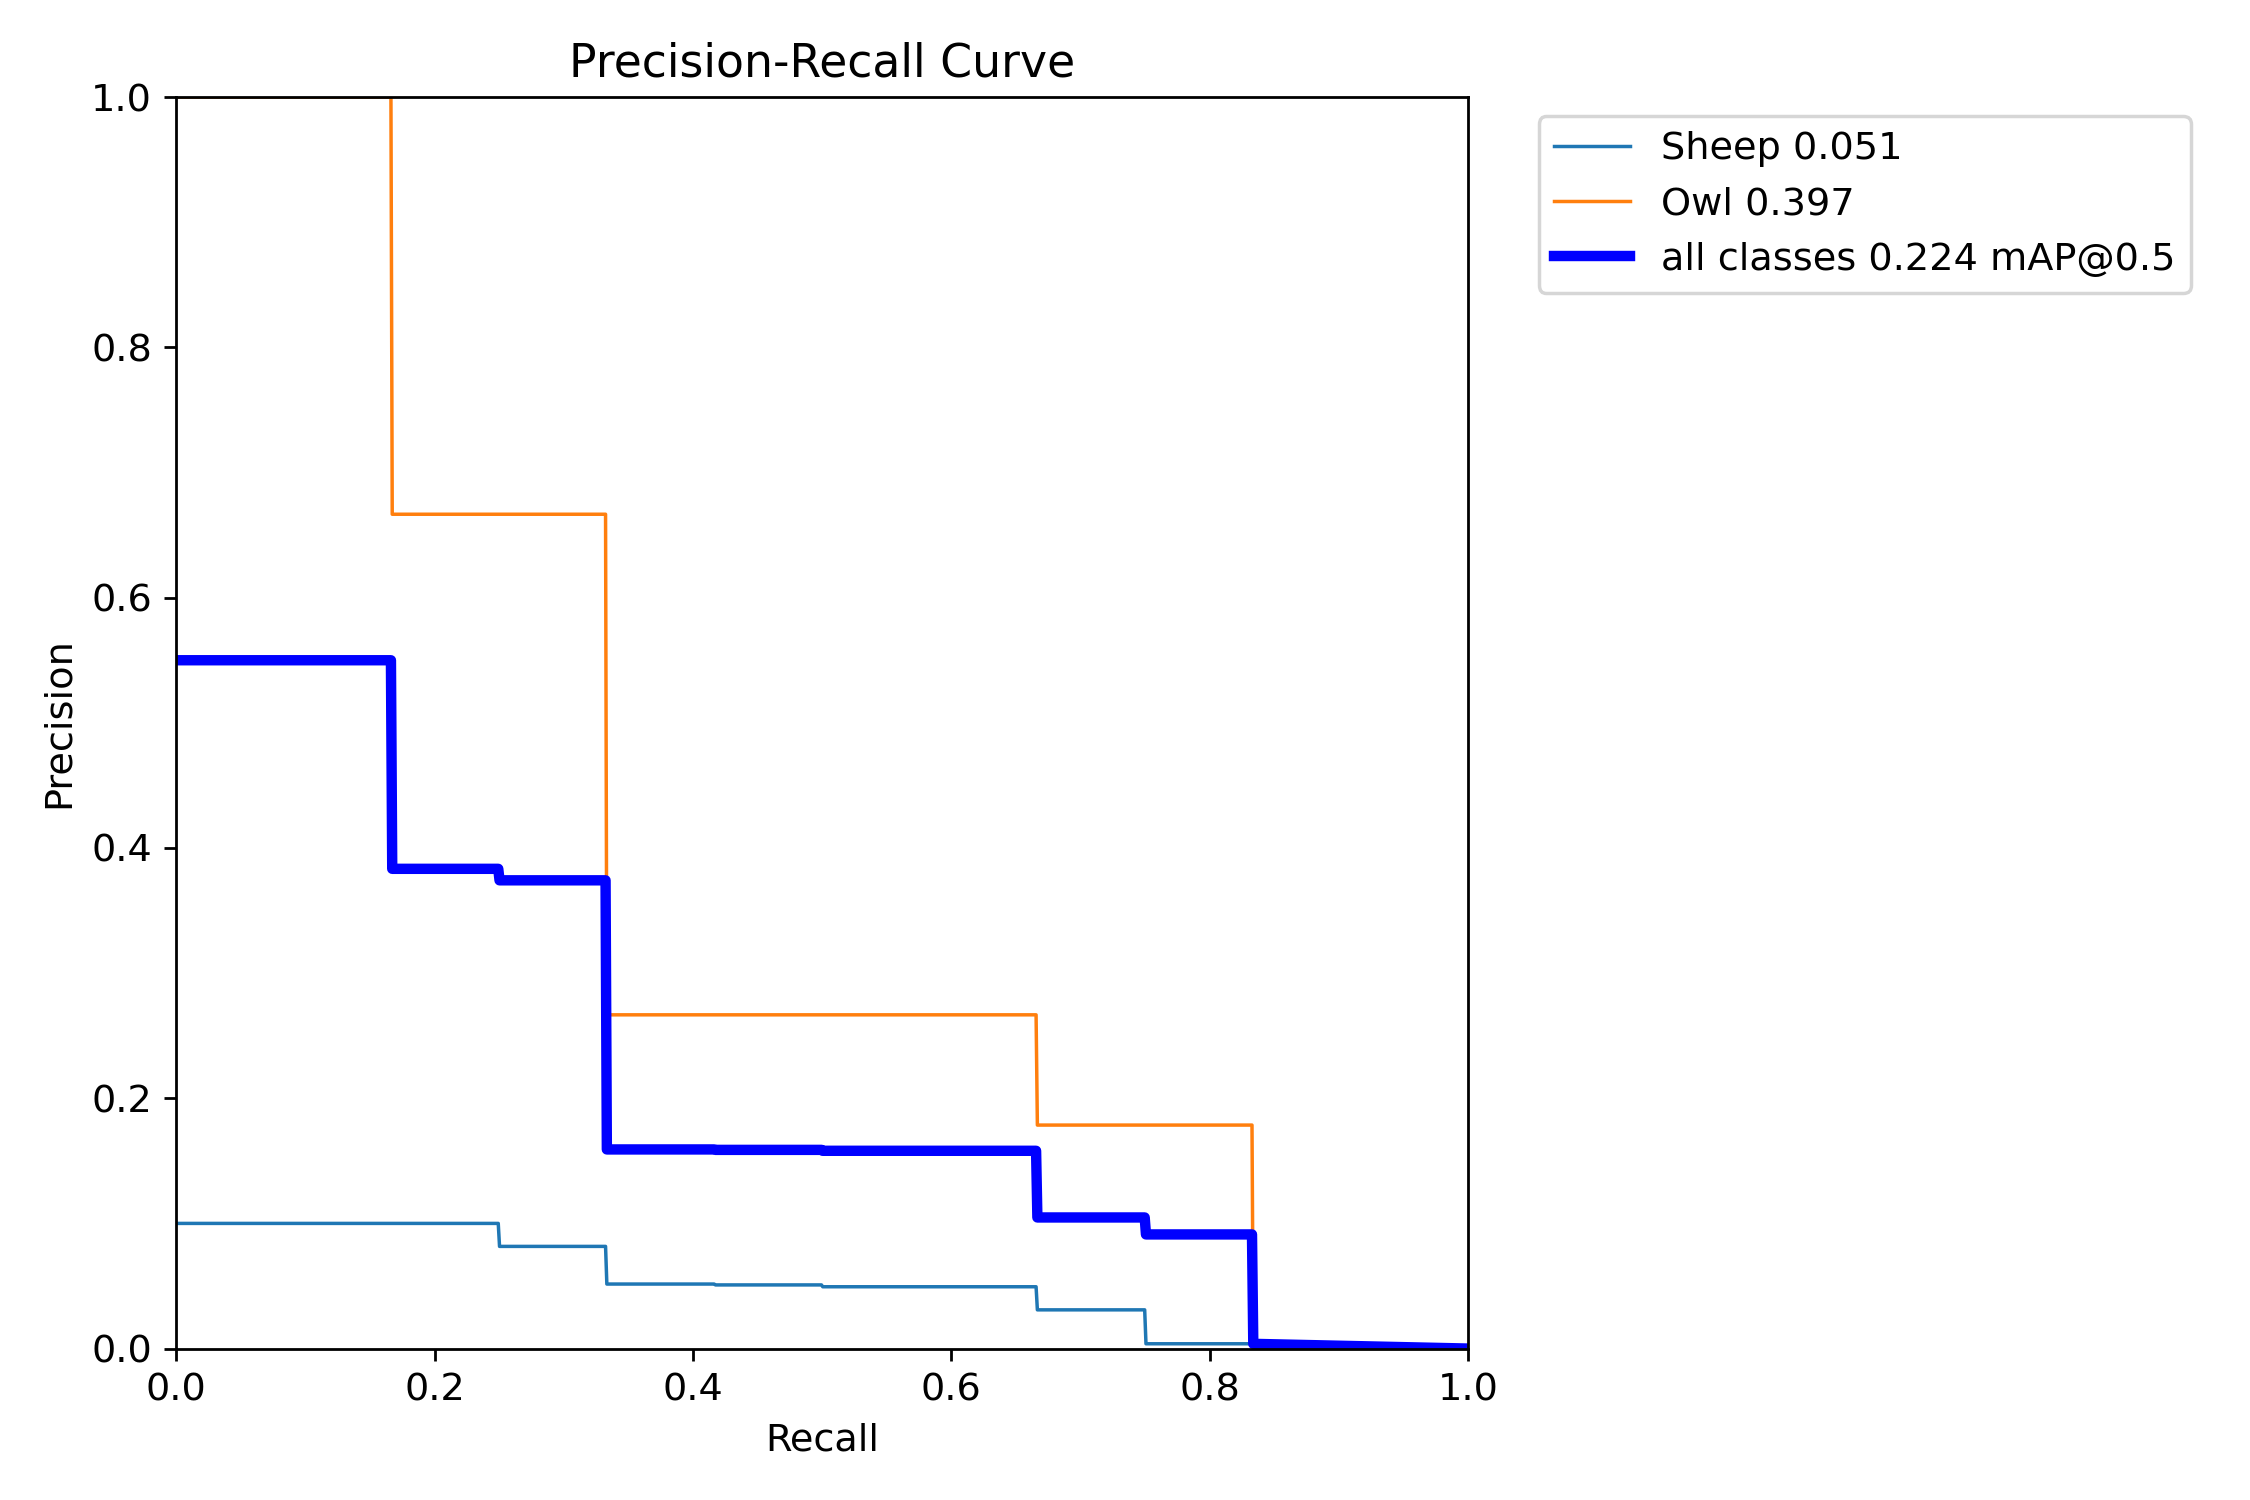 Precision-Recall Curve
1.0
0.8
0.6
0.4
0.2
0.0
Precision
0.0 0.2 0.4 0.6 0.8 1.0
Recall
Sheep 0.051
Owl 0.397
all classes 0.224 mAP@0.5